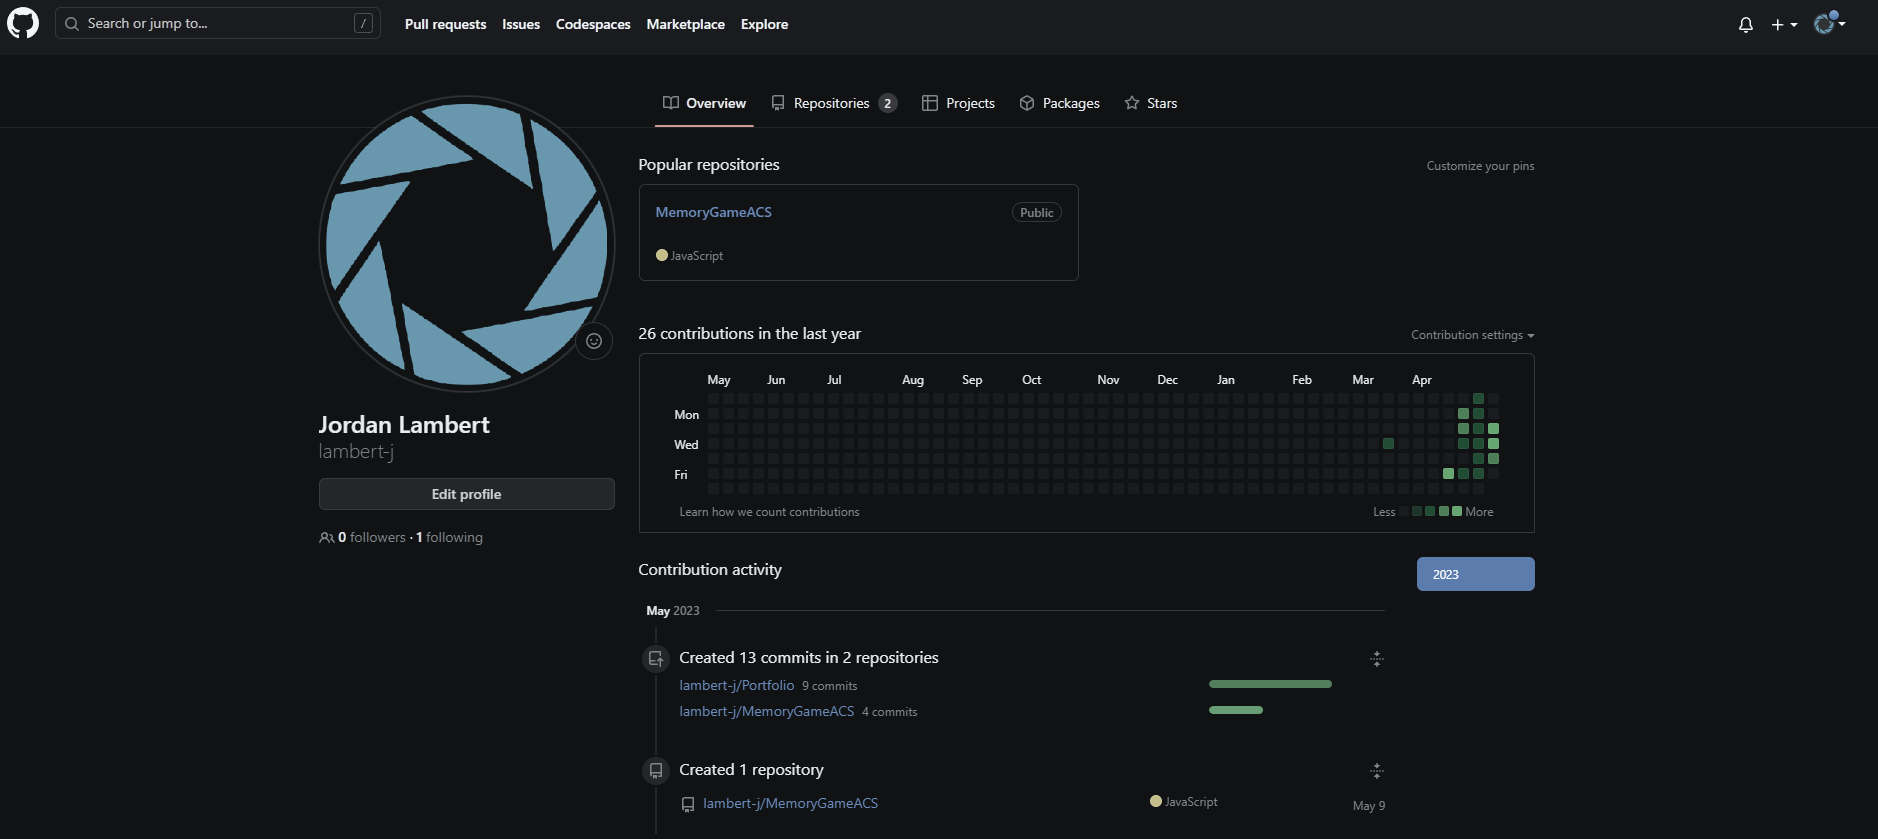 Search or jump to... / Pull requests Issues Codespaces Marketplace Explore
Overview Repositories 2 Projects Packages Stars
Popular repositories Customize your pins
MemoryGameACS Public
JavaScript
26 contributions in the last year Contribution settings
May Jun Jul Aug Sep Oct Nov Dec Jan Feb Mar Apr
Mon
Wed
Fri
Learn how we count contributions Less More
Jordan Lambert
lambert-j
Edit profile
0 followers · 1 following
Contribution activity 2023
May 2023
Created 13 commits in 2 repositories
lambert-j/Portfolio 9 commits
lambert-j/MemoryGameACS 4 commits
Created 1 repository
lambert-j/MemoryGameACS JavaScript May 9